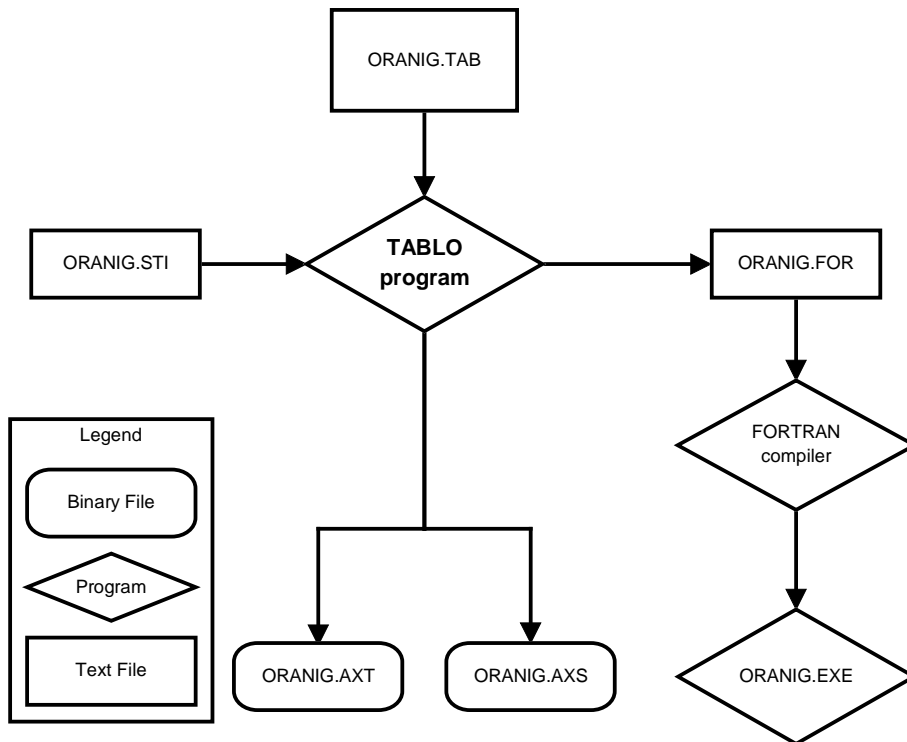 ORANIG.TAB
ORANIG.STI
TABLO
program
ORANIG.FOR
FORTRAN
compiler
ORANIG.EXE
ORANIG.AXT
ORANIG.AXS
Legend
Binary File
Program
Text File